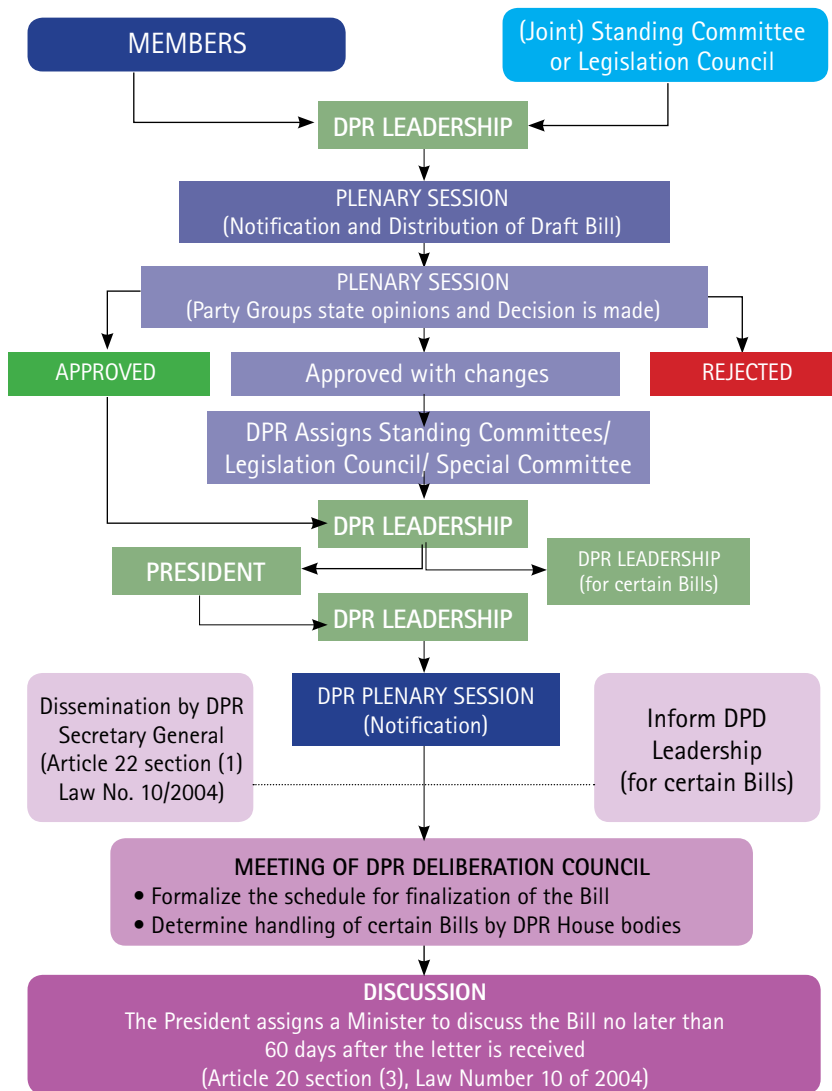 MEMBERS
(Joint) Standing Committee
or Legislation Council
DPR LEADERSHIP
PLENARY SESSION
(Notification and Distribution of Draft Bill)
PLENARY SESSION
(Party Groups state opinions and Decision is made)
APPROVED
Approved with changes
REJECTED
DPR Assigns Standing Committees/
Legislation Council/ Special Committee
DPR LEADERSHIP
PRESIDENT
DPR LEADERSHIP
(for certain Bills)
DPR LEADERSHIP
Dissemination by DPR
Secretary General
(Article 22 section (1)
Law No. 10/2004)
DPR PLENARY SESSION
(Notification)
Inform DPD
Leadership
(for certain Bills)
MEETING OF DPR DELIBERATION COUNCIL
• Formalize the schedule for finalization of the Bill
• Determine handling of certain Bills by DPR House bodies
DISCUSSION
The President assigns a Minister to discuss the Bill no later than
60 days after the letter is received
(Article 20 section (3), Law Number 10 of 2004)